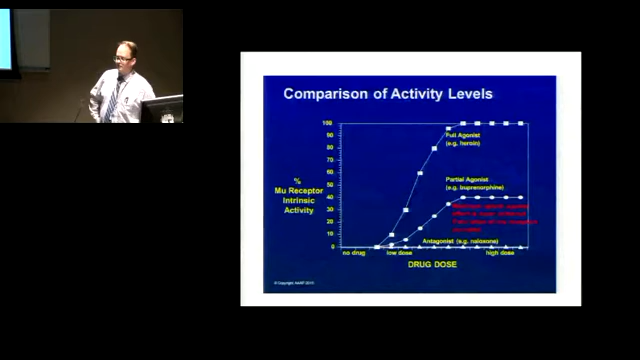 Comparison of Activity Levels
100
90
80
70
60
50
40
30
20
10
0
%
Mu Receptor
Intrinsic
Activity
Full Agonist
(e.g. heroin)
Partial Agonist
(e.g. buprenorphine)
Antagonist (e.g. naloxone)
no drug
low dose
high dose
DRUG DOSE